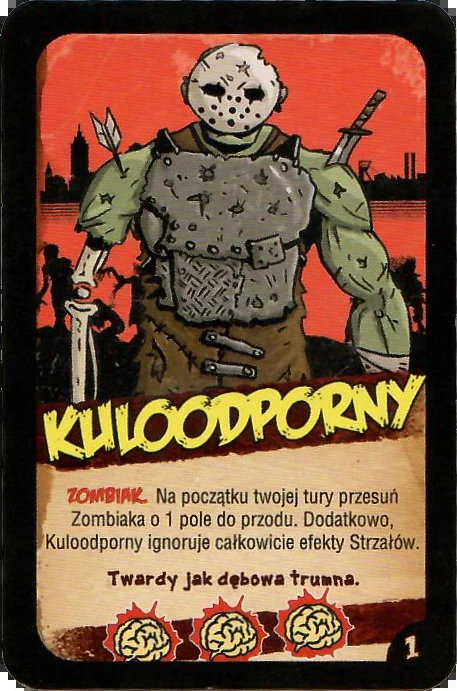 KULOODPORNY
ZOMBIAK Na początku twojej tury przesuń
Zombiaka o 1 pole do przodu. Dodatkowo,
Kuloodporny ignoruje całkowicie efekty Strzałów.
Twardy jak dębowa trumna.
1